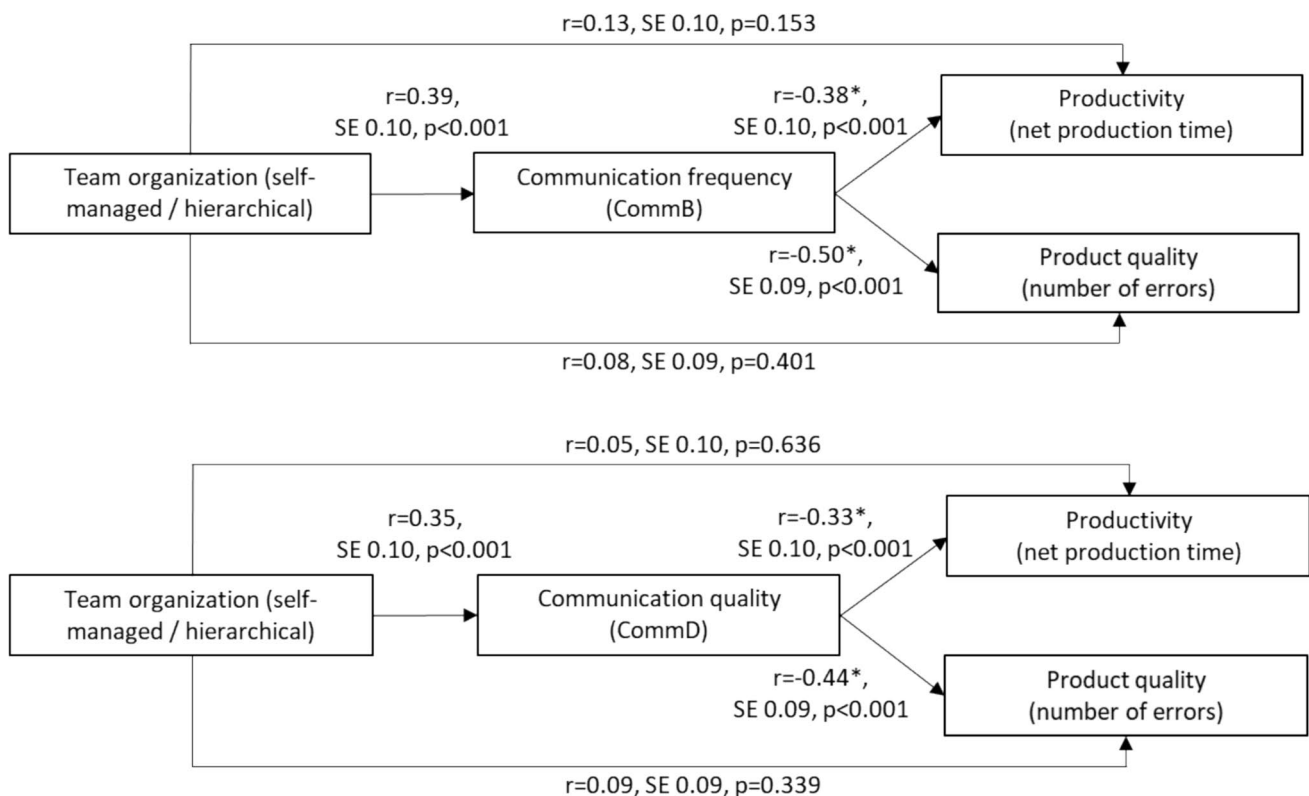 r=0.13, SE 0.10, p=0.153
r=0.39,
SE 0.10, p<0.001
r=-0.38*,
SE 0.10, p<0.001
Productivity
(net production time)
Team organization (self-
managed / hierarchical)
Communication frequency
(CommB)
r=-0.50*,
SE 0.09, p<0.001
Product quality
(number of errors)
r=0.08, SE 0.09, p=0.401
r=0.05, SE 0.10, p=0.636
r=0.35,
SE 0.10, p<0.001
r=-0.33*,
SE 0.10, p<0.001
Productivity
(net production time)
Team organization (self-
managed / hierarchical)
Communication quality
(CommD)
r=-0.44*,
SE 0.09, p<0.001
Product quality
(number of errors)
r=0.09, SE 0.09, p=0.339